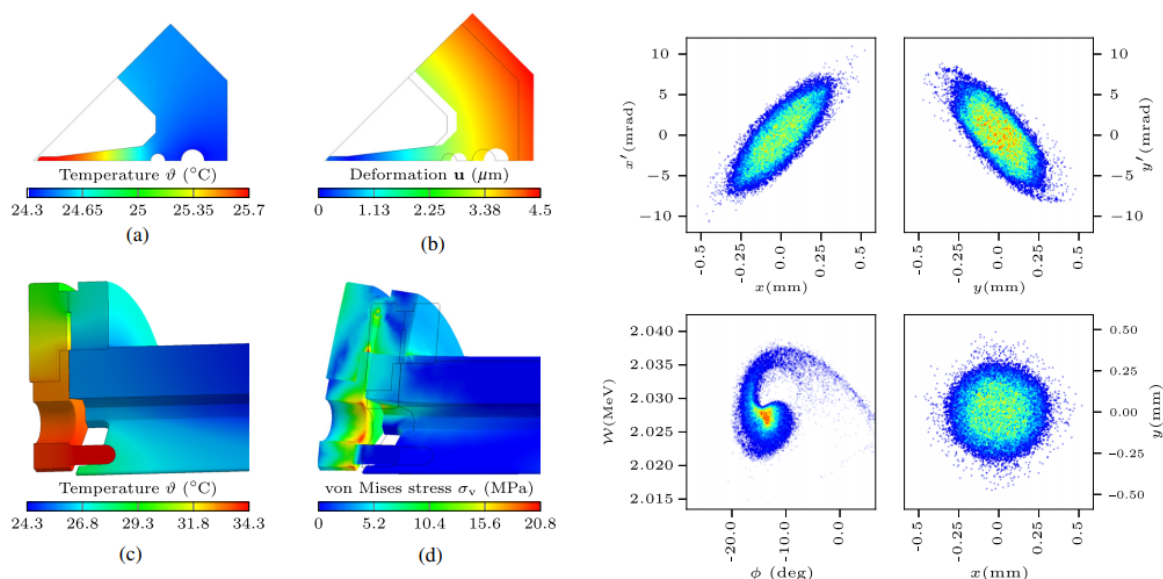 Temperature ϑ (°C)
24.3 24.65 25 25.35 25.7
(a)
Deformation u (μm)
0 1.13 2.25 3.38 4.5
(b)
Temperature ϑ (°C)
24.3 26.8 29.3 31.8 34.3
(c)
von Mises stress σv (MPa)
0 5.2 10.4 15.6 20.8
(d)
x′(mrad)
10
5
0
−5
−10
-0.5 -0.25 0.0 0.25 0.5
x(mm)
10
5
0
−5
−10
y′(mrad)
-0.5 -0.25 0.0 0.25 0.5
y(mm)
W(MeV)
2.040
2.035
2.030
2.025
2.020
2.015
-20.0 -10.0 0.0
ϕ (deg)
0.50
0.25
0.00
−0.25
−0.50
y(mm)
-0.5 -0.25 0.0 0.25 0.5
x(mm)